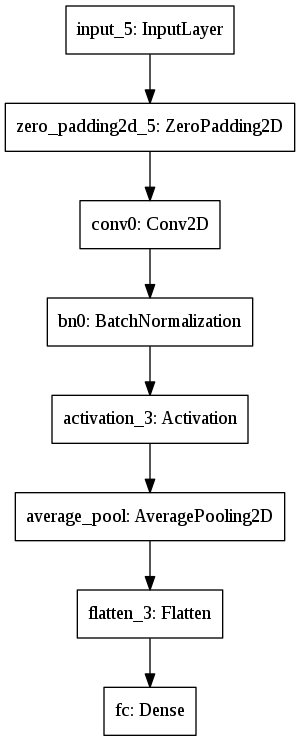 input_5: InputLayer
zero_padding2d_5: ZeroPadding2D
conv0: Conv2D
bn0: BatchNormalization
activation_3: Activation
average_pool: AveragePooling2D
flatten_3: Flatten
fc: Dense